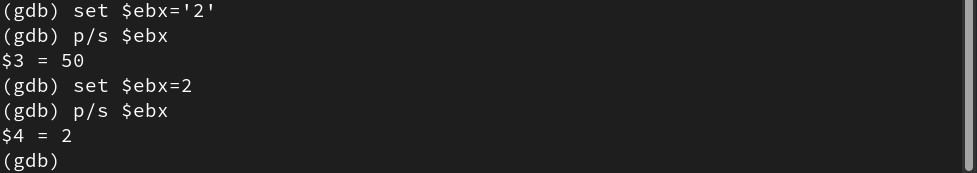 (gdb) set $ebx='2'
(gdb) p/s $ebx
$3 = 50
(gdb) set $ebx=2
(gdb) p/s $ebx
$4 = 2
(gdb)